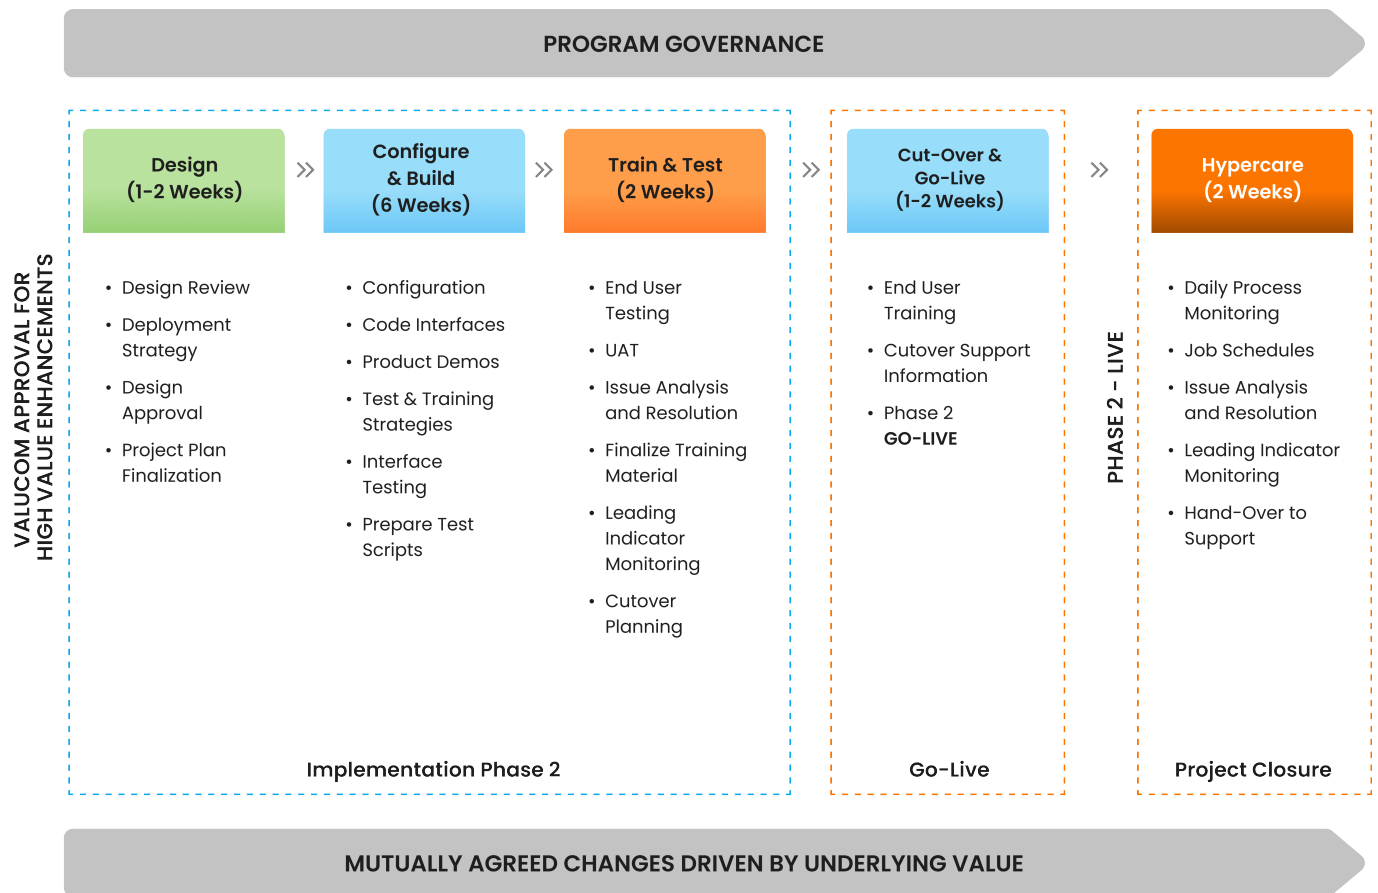 PROGRAM GOVERNANCE
VALUCOM APPROVAL FOR
HIGH VALUE ENHANCEMENTS
Design
(1-2 Weeks)
• Design Review
• Deployment
Strategy
• Design
Approval
• Project Plan
Finalization
Configure
& Build
(6 Weeks)
• Configuration
• Code Interfaces
• Product Demos
• Test & Training
Strategies
• Interface
Testing
• Prepare Test
Scripts
Train & Test
(2 Weeks)
• End User
Testing
• UAT
• Issue Analysis
and Resolution
• Finalize Training
Material
• Leading
Indicator
Monitoring
• Cutover
Planning
Implementation Phase 2
Cut-Over &
Go-Live
(1-2 Weeks)
• End User
Training
• Cutover Support
Information
• Phase 2
GO-LIVE
Go-Live
PHASE 2 - LIVE
Hypercare
(2 Weeks)
• Daily Process
Monitoring
• Job Schedules
• Issue Analysis
and Resolution
• Leading Indicator
Monitoring
• Hand-Over to
Support
Project Closure
MUTUALLY AGREED CHANGES DRIVEN BY UNDERLYING VALUE